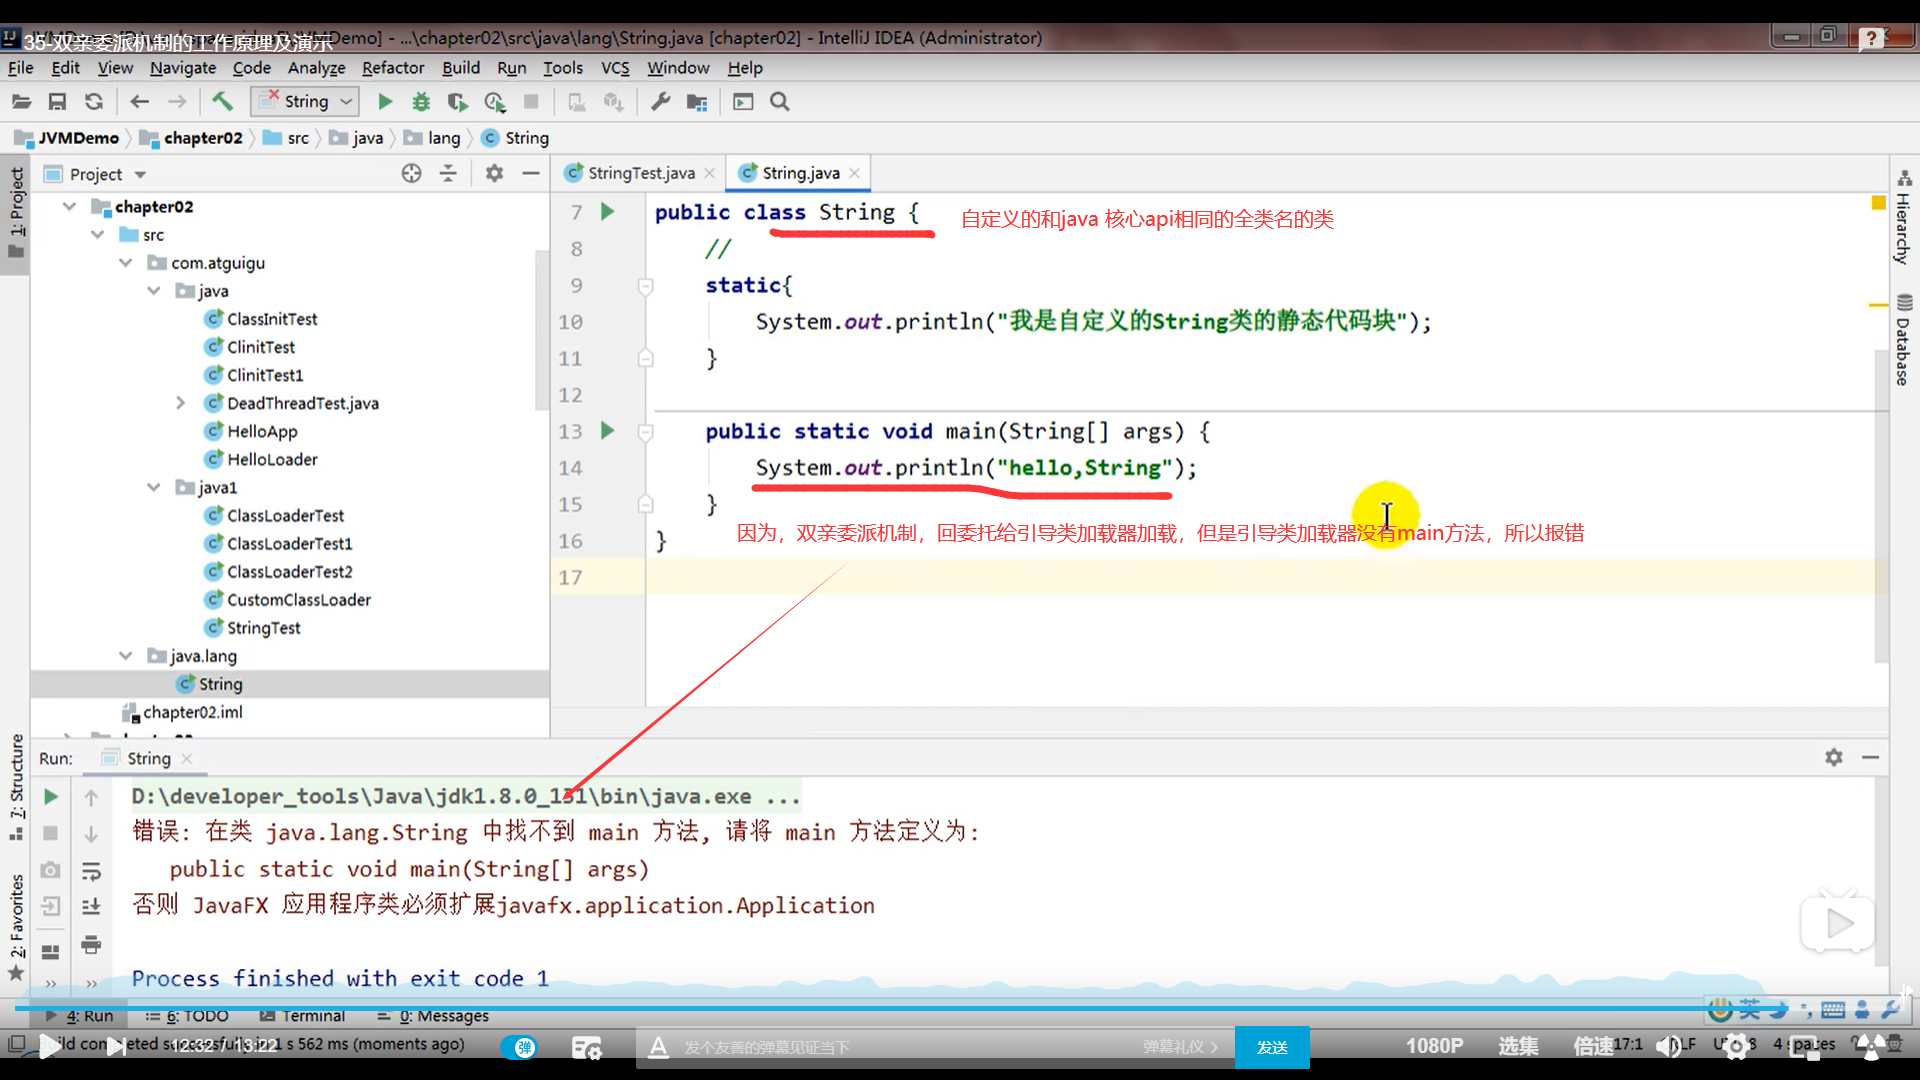 35-双亲委派机制的工作原理及演示
...\chapter02\src\java\lang\String.java [chapter02] - IntelliJ IDEA (Administrator)
File Edit View Navigate Code Analyze Refactor Build Run Tools VCS Window Help
String
JVMDemo chapter02 src java lang String
1: Project
Project
StringTest.java String.java
Hierarchy
Database
chapter02
src
com.atguigu
java
ClassInitTest
ClinitTest
ClinitTest1
DeadThreadTest.java
HelloApp
HelloLoader
java1
ClassLoaderTest
ClassLoaderTest1
ClassLoaderTest2
CustomClassLoader
StringTest
java.lang
String
chapter02.iml
7 public class String {
自定义的和java 核心api相同的全类名的类
8 //
9 static{
10 System.out.println("我是自定义的String类的静态代码块");
11 }
12
13 public static void main(String[] args) {
14 System.out.println("hello,String");
15 }
因为，双亲委派机制，回委托给引导类加载器加载，但是引导类加载器没有main方法，所以报错
16 }
17
7: Structure
2: Favorites
Run: String
D:\developer_tools\Java\jdk1.8.0_131\bin\java.exe ...
错误: 在类 java.lang.String 中找不到 main 方法, 请将 main 方法定义为:
public static void main(String[] args)
否则 JavaFX 应用程序类必须扩展javafx.application.Application
Process finished with exit code 1
4: Run 6: TODO Terminal 0: Messages
英
12:32 / 13:22
s 562 ms (moments ago)
弹
发个友善的弹幕见证当下
弹幕礼仪 >
发送
1080P 选集 倍速
17:1
4 spaces